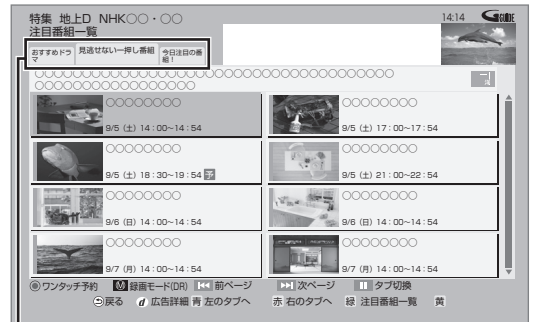 特集 地上D NHK○○・○○
14:14 GGUIDE
注目番組一覧
おすすめドラマ
見逃せない一押し番組
今日注目の番組!
○○○○○○○○○○○○○○○○○○○○○○○○○○○○○○○○○○
○○○○○○○○○○○○○○○
○○○○○○○○
9/5 (土) 14:00~14:54
○○○○○○○○
9/5 (土) 17:00~17:54
○○○○○○○○
9/5 (土) 18:30~19:54 予
○○○○○○○○
9/5 (土) 21:00~22:54
○○○○○○○○
9/6 (日) 14:00~14:54
○○○○○○○○
9/6 (日) 14:00~14:54
○○○○○○○○
9/7 (月) 14:00~14:54
○○○○○○○○
9/7 (月) 14:00~14:54
ワンタッチ予約 M 録画モード(DR) 前ページ 次ページ タブ切換
戻る d 広告詳細 青 左のタブへ 赤 右のタブへ 緑 注目番組一覧 黄